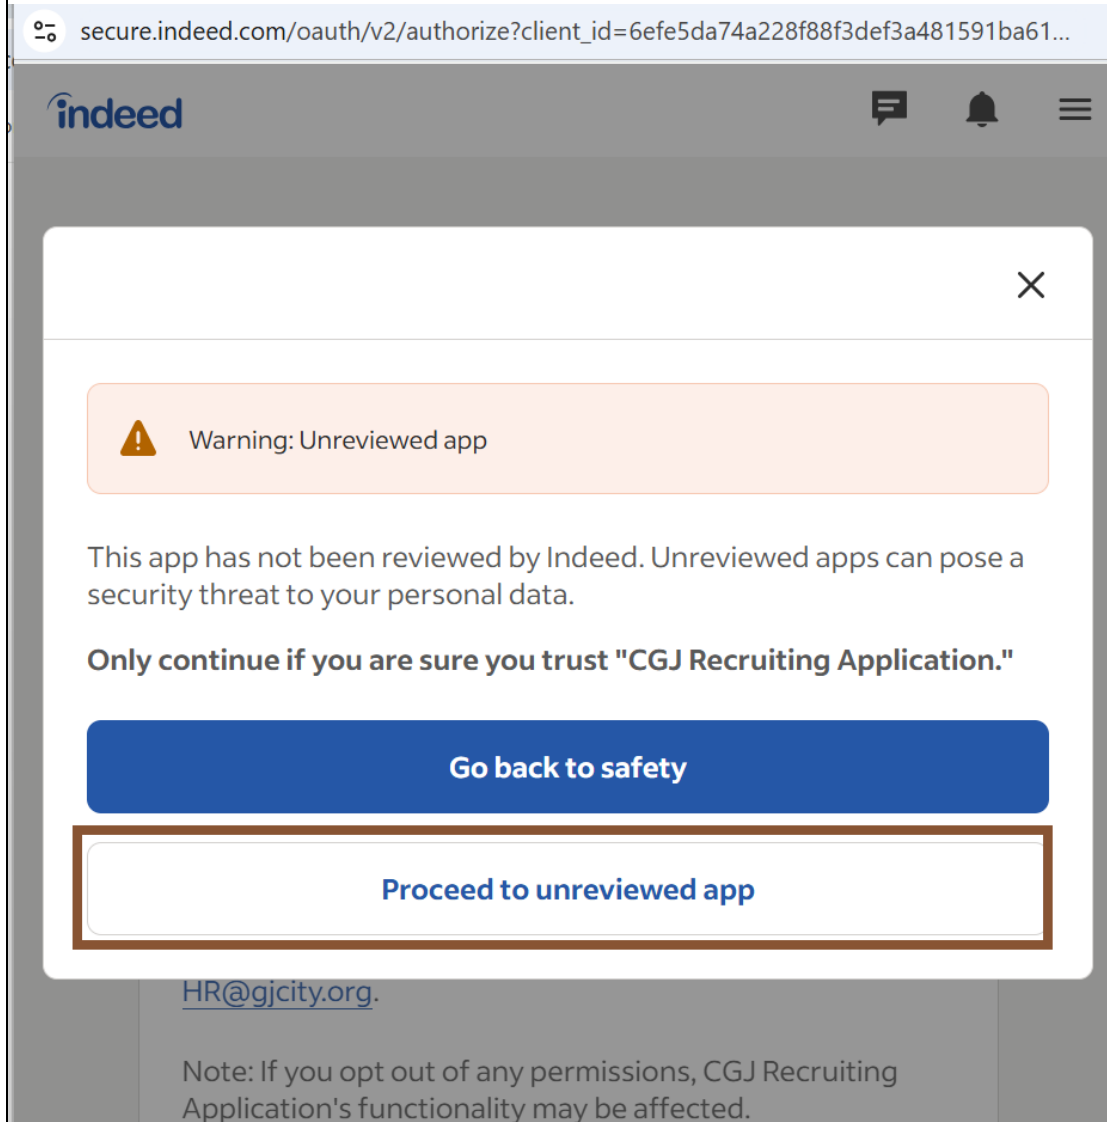 secure.indeed.com/oauth/v2/authorize?client_id=6efe5da74a228f88f3def3a481591ba61...
indeed
Warning: Unreviewed app
This app has not been reviewed by Indeed. Unreviewed apps can pose a
security threat to your personal data.
Only continue if you are sure you trust "CGJ Recruiting Application."
Go back to safety
Proceed to unreviewed app
HR@gjcity.org.
Note: If you opt out of any permissions, CGJ Recruiting
Application's functionality may be affected.